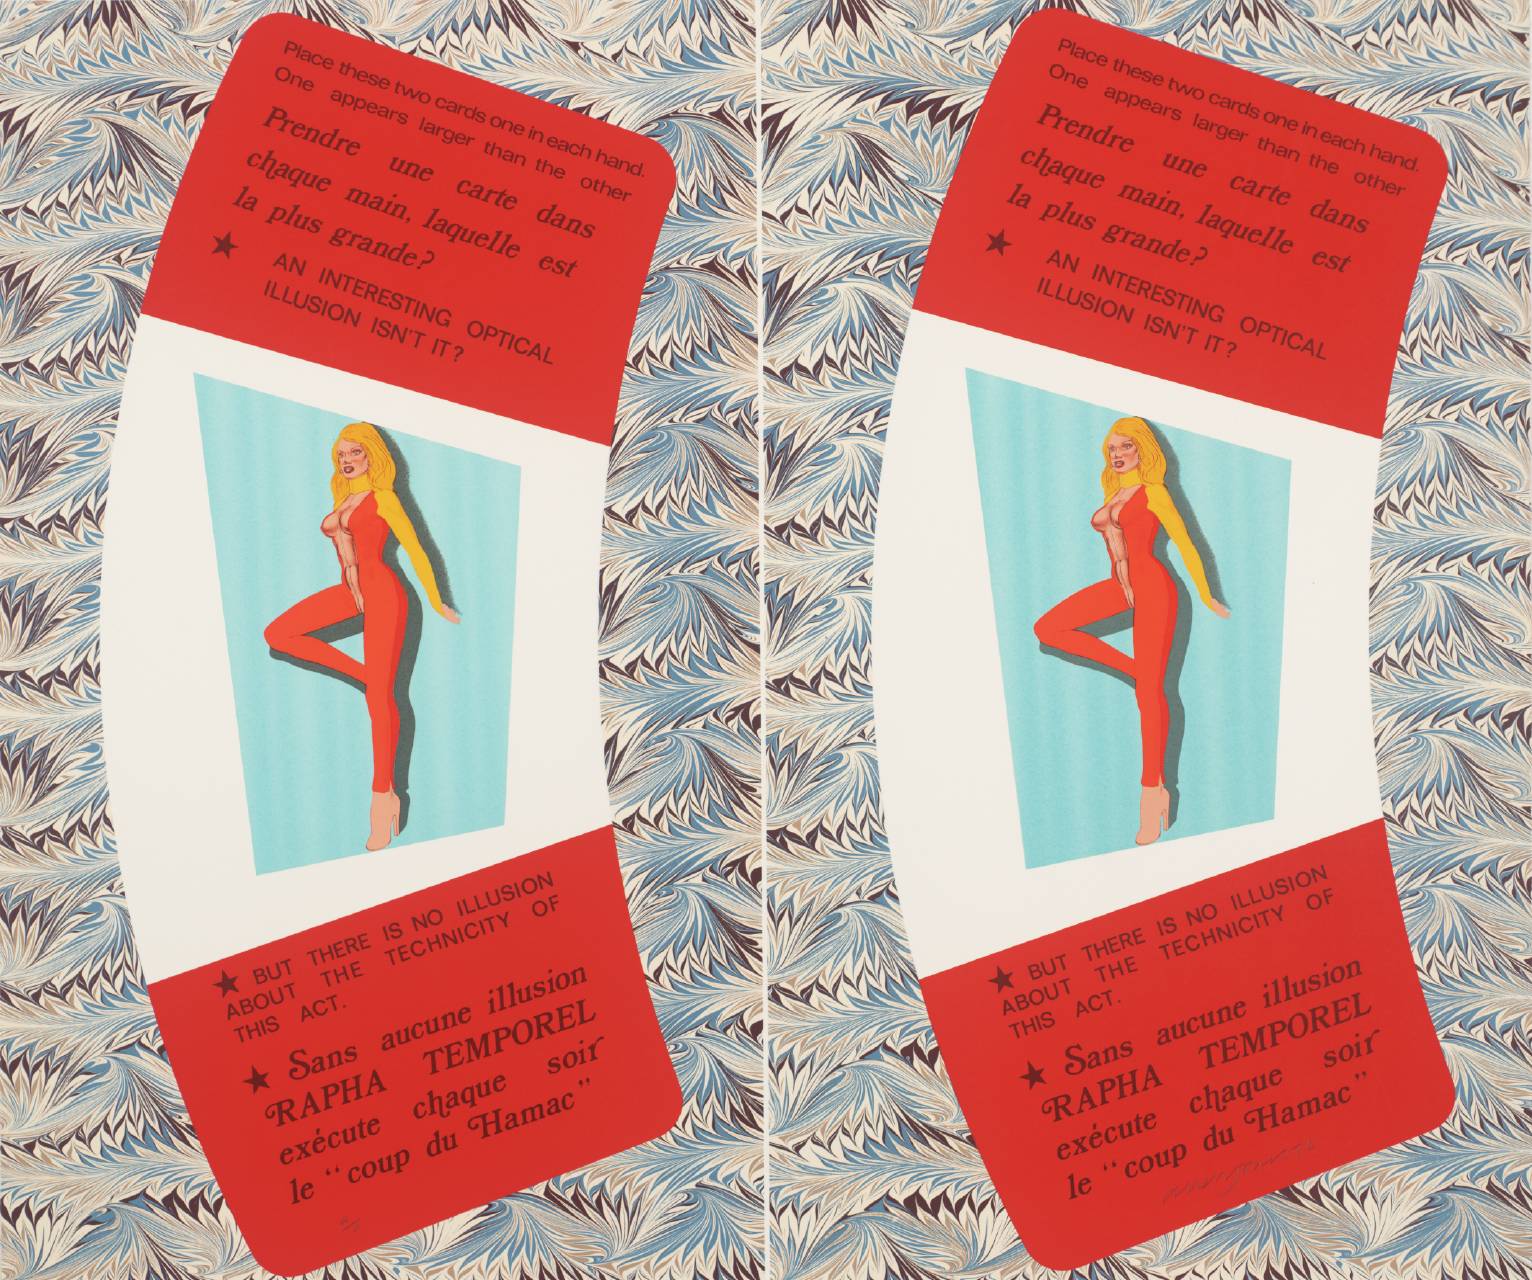 Place these two cards one in each hand.
One appears larger than the other
Prendre une carte dans
chaque main, laquelle est
la plus grande?
★ AN INTERESTING OPTICAL
ILLUSION ISN'T IT?
★ BUT THERE IS NO ILLUSION
ABOUT THE TECHNICITY OF
THIS ACT.
★ Sans aucune illusion
RAPHA TEMPOREL
exécute chaque soir
le "coup du Hamac"
Place these two cards one in each hand.
One appears larger than the other
Prendre une carte dans
chaque main, laquelle est
la plus grande?
★ AN INTERESTING OPTICAL
ILLUSION ISN'T IT?
★ BUT THERE IS NO ILLUSION
ABOUT THE TECHNICITY OF
THIS ACT.
★ Sans aucune illusion
RAPHA TEMPOREL
exécute chaque soir
le "coup du Hamac"